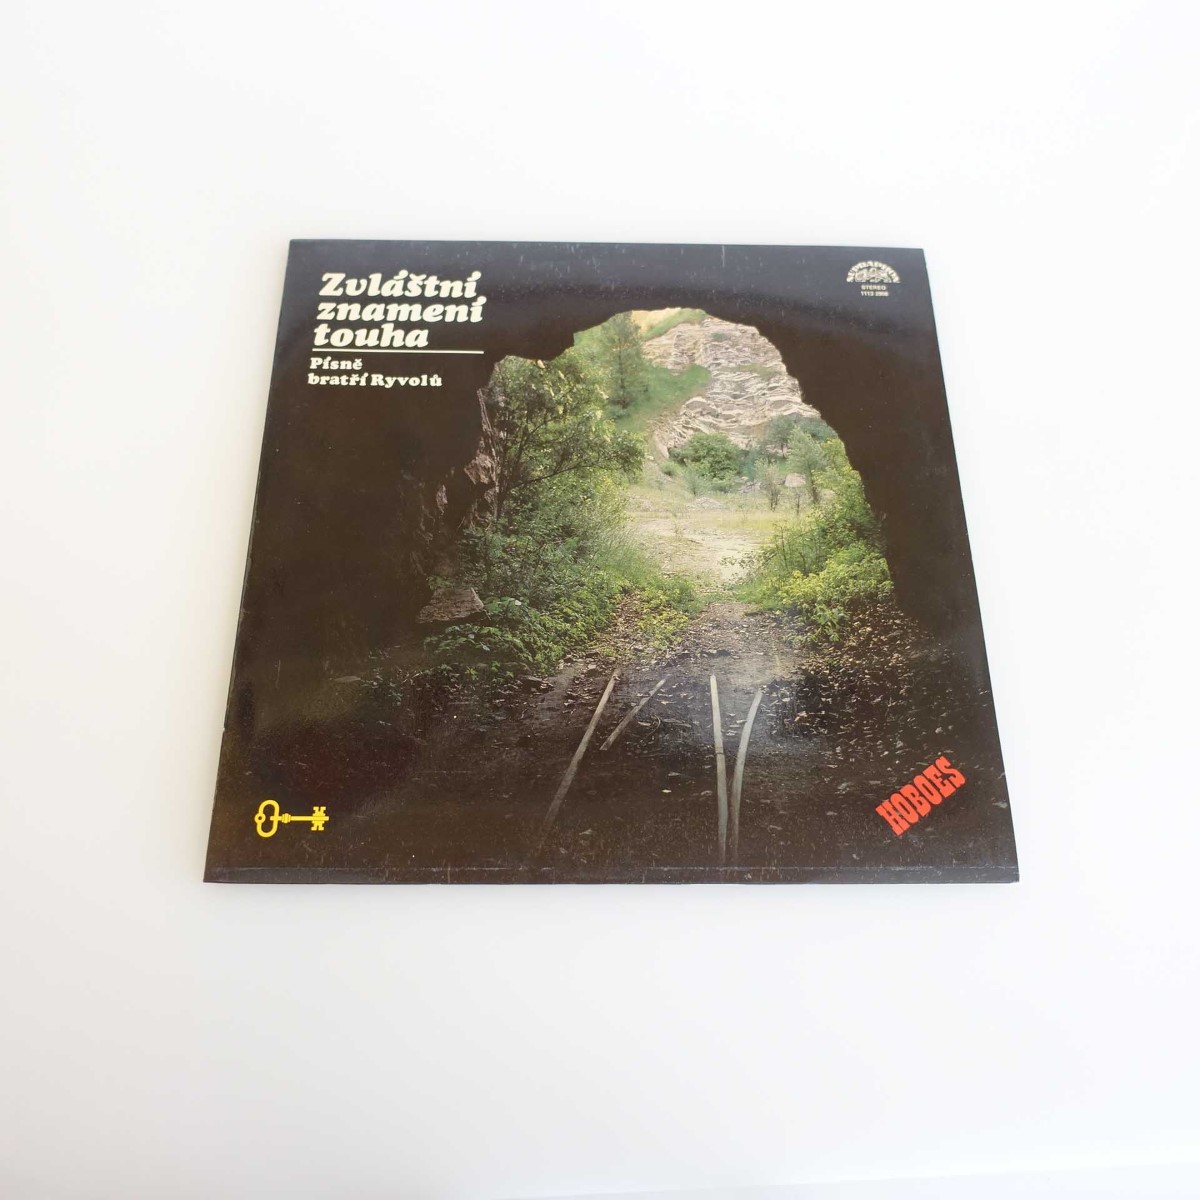 Zvláštní
znamení
touha
Písně
bratří Ryvolů
SUPRAPHON
STEREO
HOBOES